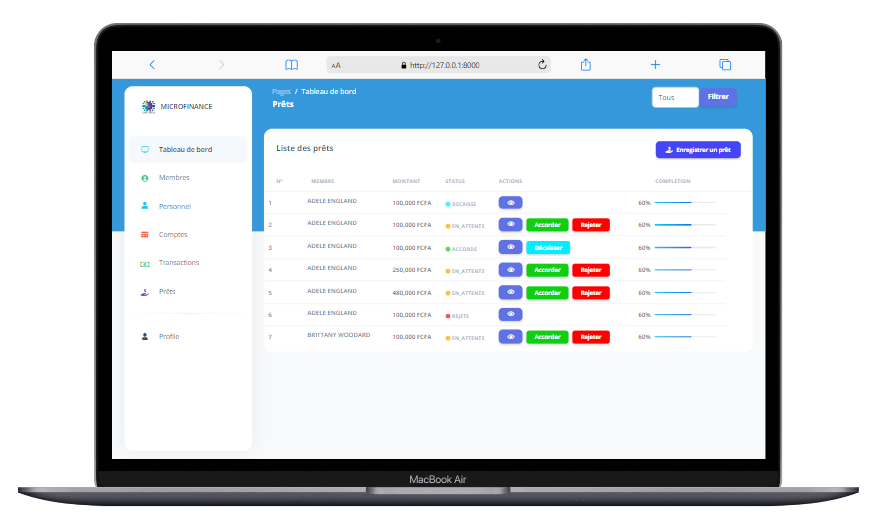 AA http://127.0.0.1:8000
MICROFINANCE
Pages / Tableau de bord
Prêts
Tous Filtrer
Tableau de bord
Membres
Personnel
Comptes
Transactions
Prêts
Profile
Liste des prêts
Enregistrer un prêt
N° MEMBRE MONTANT STATUS ACTIONS COMPLETION
1 ADELE ENGLAND 100,000 FCFA DECAISSE 60%
2 ADELE ENGLAND 100,000 FCFA EN_ATTENTE Accorder Rejeter 60%
3 ADELE ENGLAND 100,000 FCFA ACCORDE Décaisser 60%
4 ADELE ENGLAND 250,000 FCFA EN_ATTENTE Accorder Rejeter 60%
5 ADELE ENGLAND 480,000 FCFA EN_ATTENTE Accorder Rejeter 60%
6 ADELE ENGLAND 100,000 FCFA REJETE 60%
7 BRITTANY WOODARD 100,000 FCFA EN_ATTENTE Accorder Rejeter 60%
MacBook Air